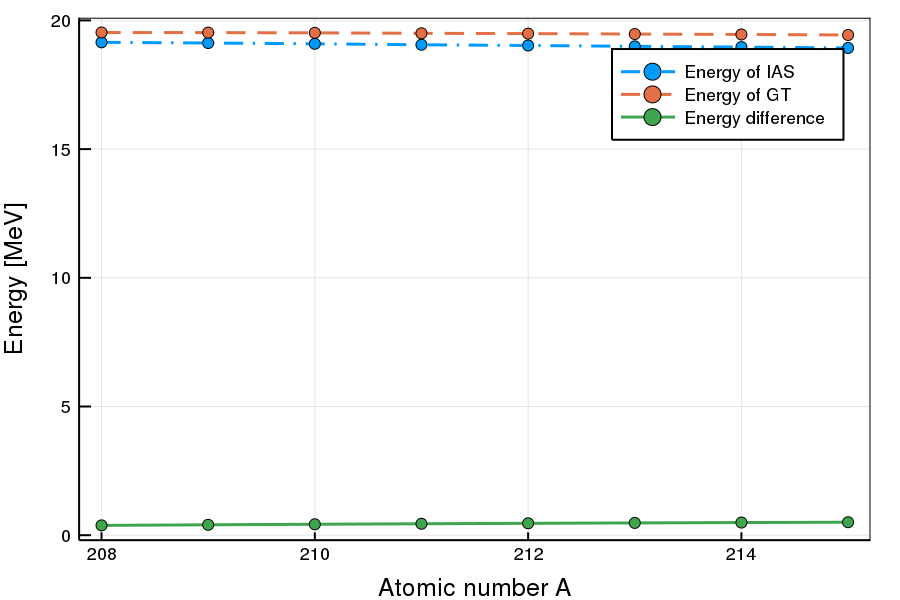 20
15
10
5
0
Energy [MeV]
Energy of IAS
Energy of GT
Energy difference
208
210
212
214
Atomic number A